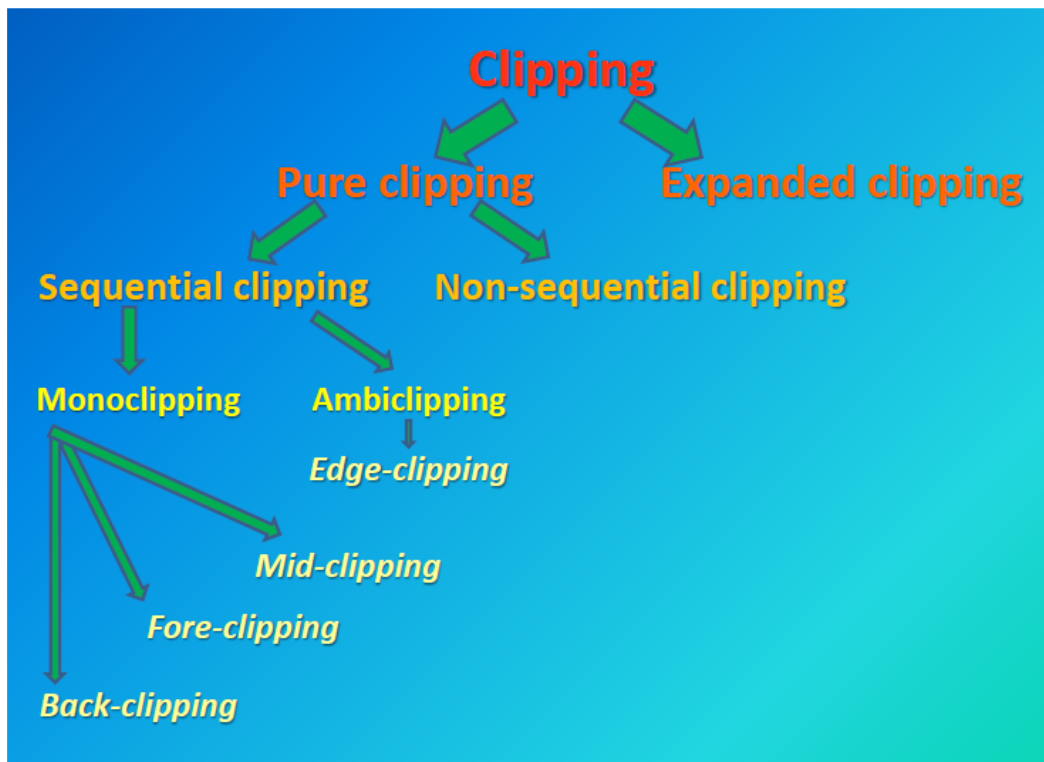 Clipping
Pure clipping Expanded clipping
Sequential clipping Non-sequential clipping
Monoclipping Ambiclipping
Edge-clipping
Mid-clipping
Fore-clipping
Back-clipping